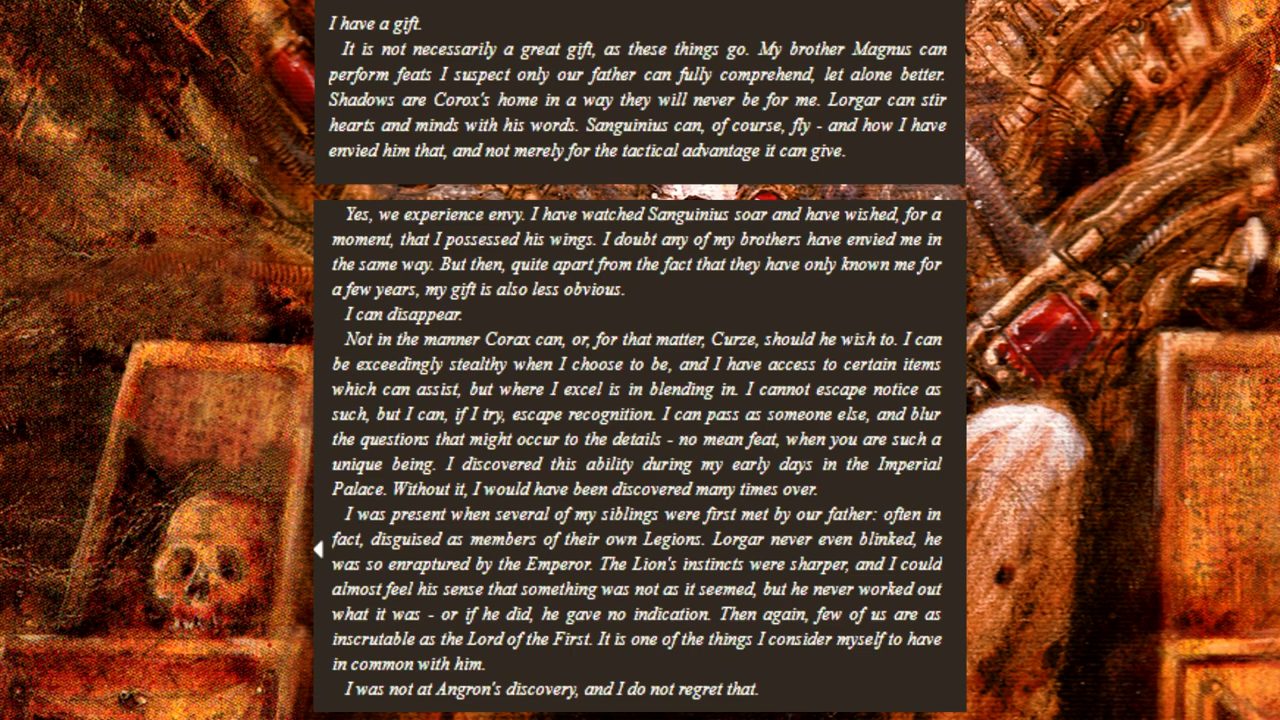 I have a gift.
It is not necessarily a great gift, as these things go. My brother Magnus can
perform feats I suspect only our father can fully comprehend, let alone better.
Shadows are Corox's home in a way they will never be for me. Lorgar can stir
hearts and minds with his words. Sanguinius can, of course, fly - and how I have
envied him that, and not merely for the tactical advantage it can give.
Yes, we experience envy. I have watched Sanguinius soar and have wished, for a
moment, that I possessed his wings. I doubt any of my brothers have envied me in
the same way. But then, quite apart from the fact that they have only known me for
a few years, my gift is also less obvious.
I can disappear.
Not in the manner Corax can, or, for that matter, Curze, should he wish to. I can
be exceedingly stealthy when I choose to be, and I have access to certain items
which can assist, but where I excel is in blending in. I cannot escape notice as
such, but I can, if I try, escape recognition. I can pass as someone else, and blur
the questions that might occur to the details - no mean feat, when you are such a
unique being. I discovered this ability during my early days in the Imperial
Palace. Without it, I would have been discovered many times over.
I was present when several of my siblings were first met by our father: often in
fact, disguised as members of their own Legions. Lorgar never even blinked, he
was so enraptured by the Emperor. The Lion's instincts were sharper, and I could
almost feel his sense that something was not as it seemed, but he never worked out
what it was - or if he did, he gave no indication. Then again, few of us are as
inscrutable as the Lord of the First. It is one of the things I consider myself to have
in common with him.
I was not at Angron's discovery, and I do not regret that.